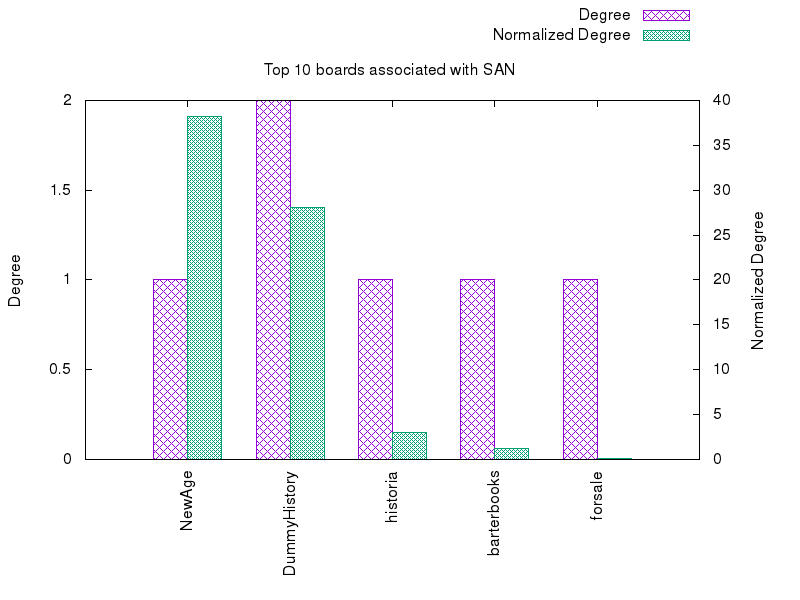 Degree
Normalized Degree
Top 10 boards associated with SAN
2
1.5
1
0.5
0
40
35
30
25
20
15
10
5
0
Degree
Normalized Degree
NewAge
DummyHistory
historia
barterbooks
forsale